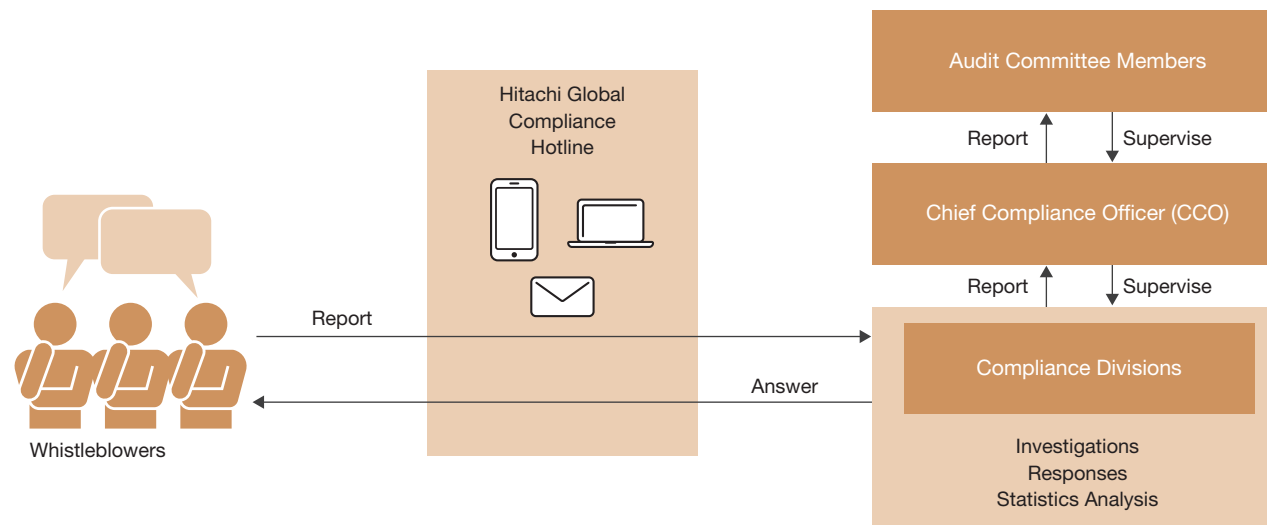 Audit Committee Members
Hitachi Global
Compliance
Hotline
Report
Supervise
Chief Compliance Officer (CCO)
Report
Supervise
Report
Compliance Divisions
Answer
Whistleblowers
Investigations
Responses
Statistics Analysis